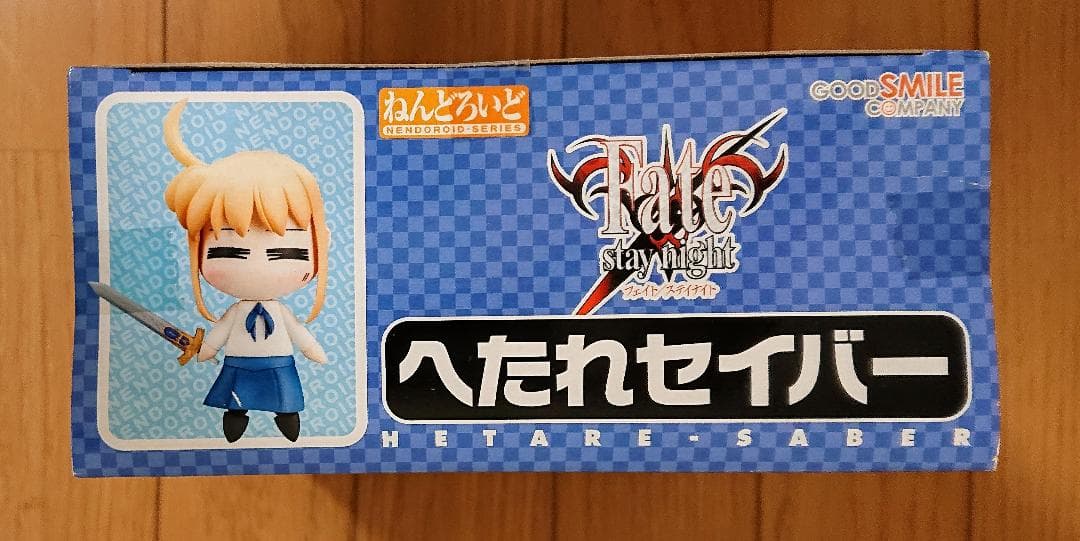 ねんどろいど
NENDOROID-SERIES
GOOD SMILE
COMPANY
Fate
stay night
フェイト/ステイナイト
へたれセイバー
HETARE-SABER